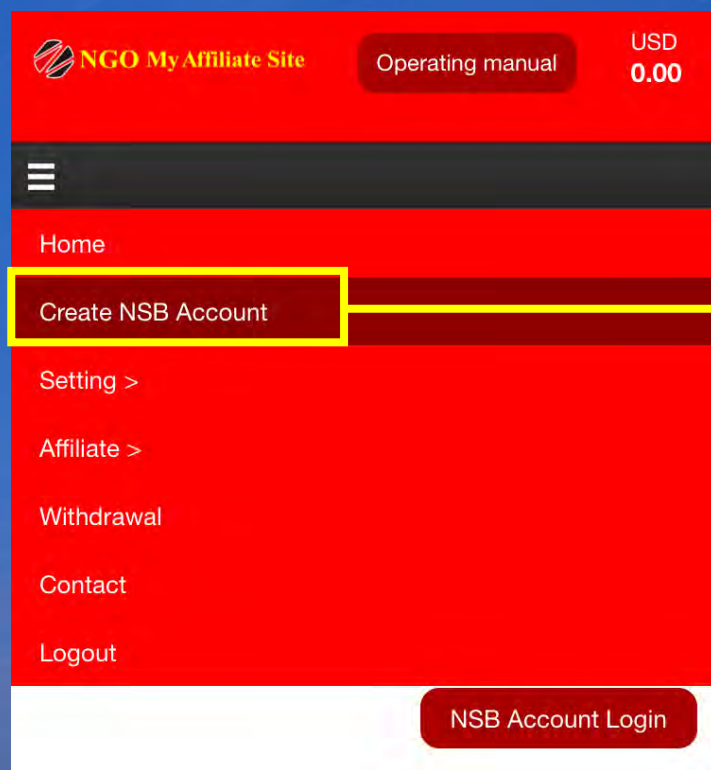 NGO My Affiliate Site
Operating manual
USD
0.00
Home
Create NSB Account
Setting >
Affiliate >
Withdrawal
Contact
Logout
NSB Account Login